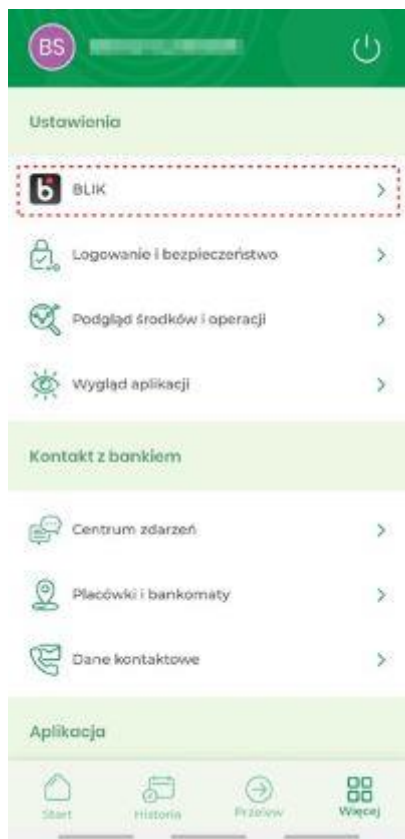 BS
Ustawienia
BLIK
Logowanie i bezpieczeństwo
Podgląd środków i operacji
Wygląd aplikacji
Kontakt z bankiem
Centrum zdarzeń
Placówki i bankomaty
Dane kontaktowe
Aplikacja
Start Historia Przelew Więcej